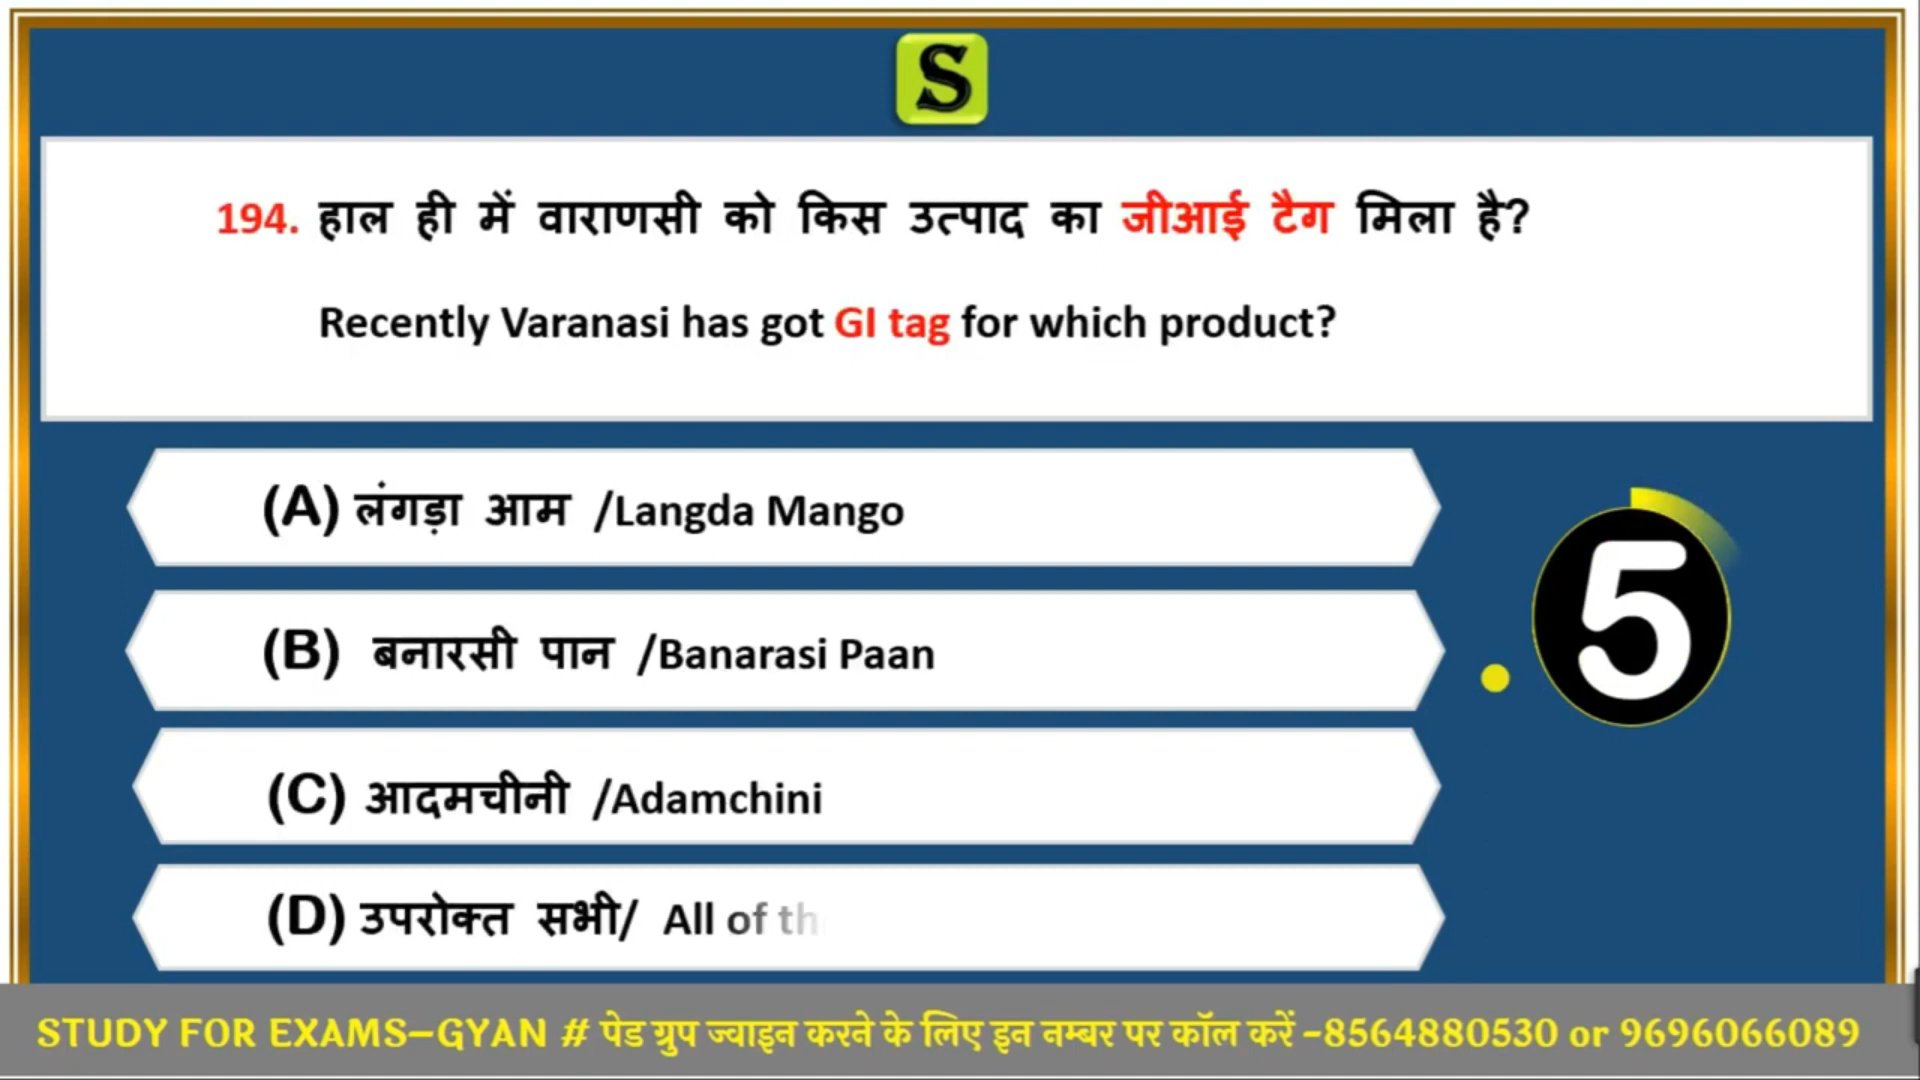 S
194. हाल ही में वाराणसी को किस उत्पाद का जीआई टैग मिला है?
Recently Varanasi has got GI tag for which product?
(A) लंगड़ा आम /Langda Mango
(B) बनारसी पान /Banarasi Paan
(C) आदमचीनी /Adamchini
(D) उपरोक्त सभी/ All of th
5
STUDY FOR EXAMS–GYAN # पेड ग्रुप ज्वाइन करने के लिए इन नम्बर पर कॉल करें -8564880530 or 9696066089